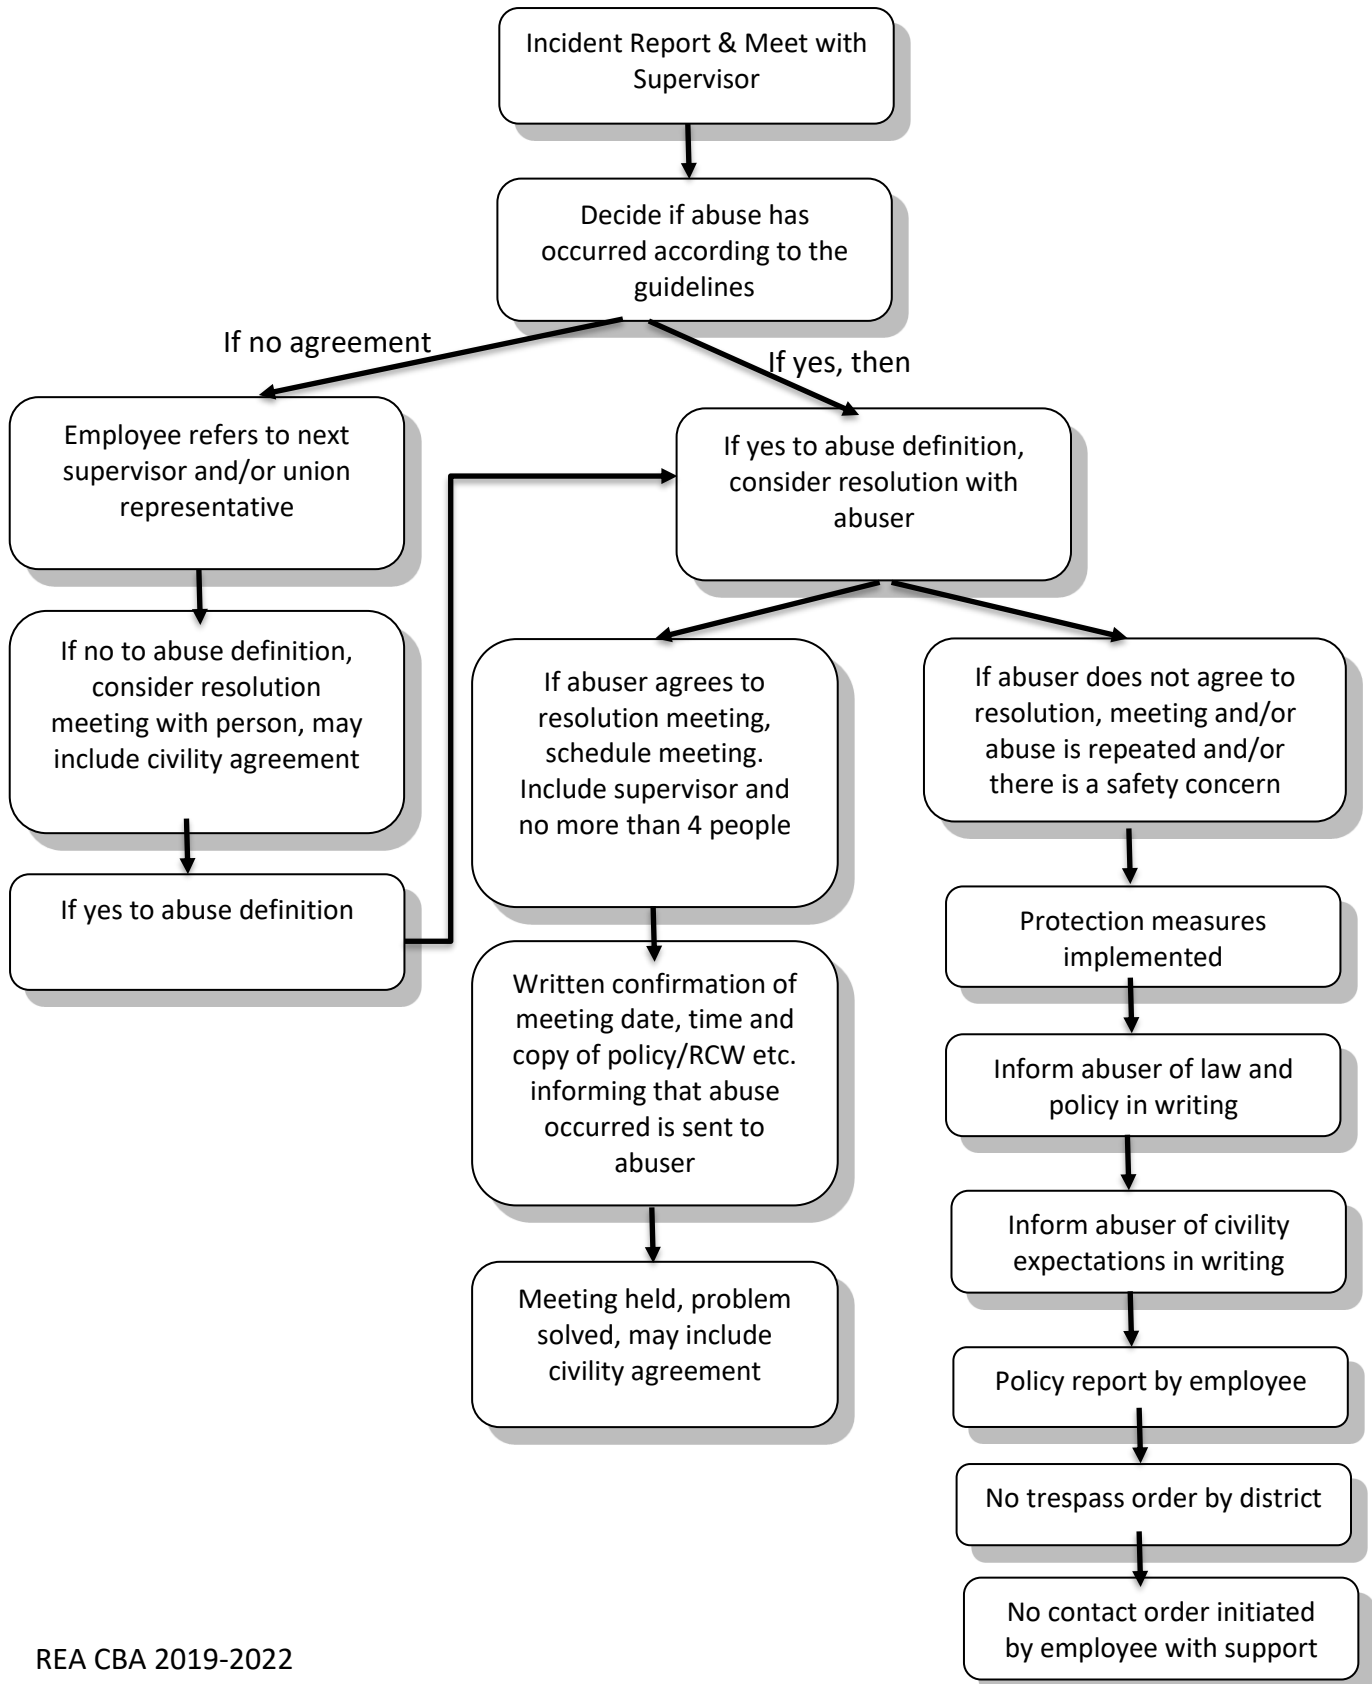 Incident Report & Meet with
Supervisor
Decide if abuse has
occurred according to the
guidelines
If no agreement
If yes, then
Employee refers to next
supervisor and/or union
representative
If yes to abuse definition,
consider resolution with
abuser
If no to abuse definition,
consider resolution
meeting with person, may
include civility agreement
If yes to abuse definition
If abuser agrees to
resolution meeting,
schedule meeting.
Include supervisor and
no more than 4 people
Written confirmation of
meeting date, time and
copy of policy/RCW etc.
informing that abuse
occurred is sent to
abuser
Meeting held, problem
solved, may include
civility agreement
If abuser does not agree to
resolution, meeting and/or
abuse is repeated and/or
there is a safety concern
Protection measures
implemented
Inform abuser of law and
policy in writing
Inform abuser of civility
expectations in writing
Policy report by employee
No trespass order by district
No contact order initiated
by employee with support
REA CBA 2019-2022